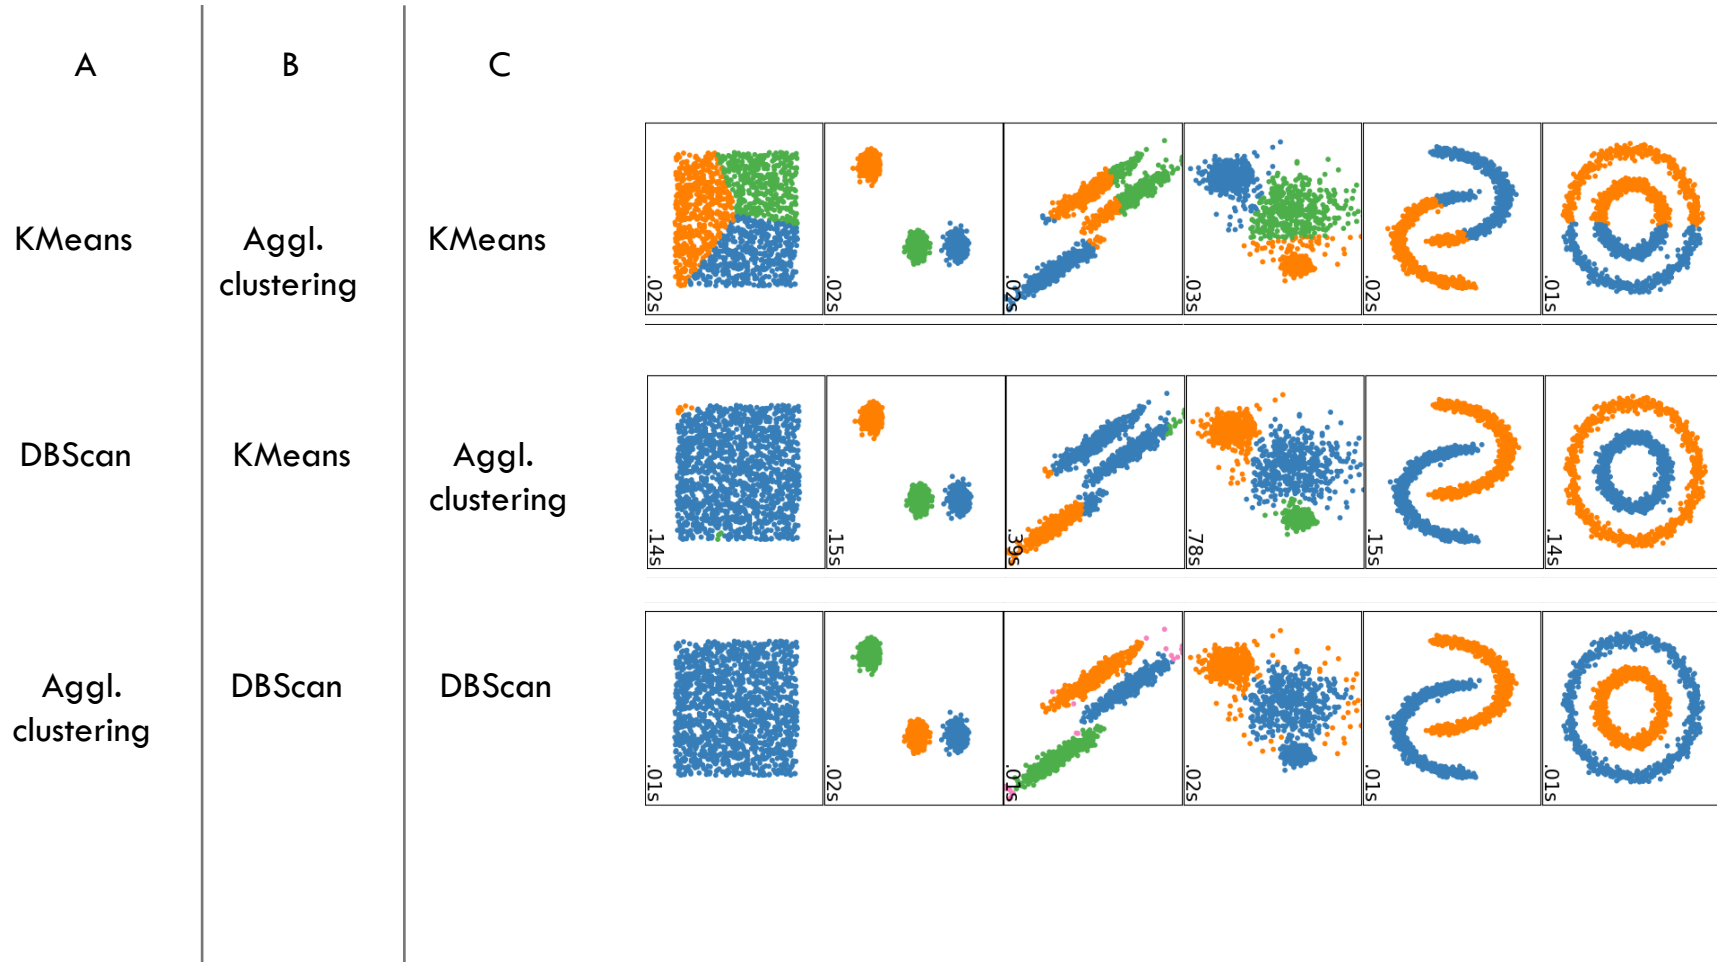 A B C
KMeans Aggl. clustering KMeans
.02s .02s .02s .03s .02s .01s
DBScan KMeans Aggl. clustering
.14s .15s .39s .78s .15s .14s
Aggl. clustering DBScan DBScan
.01s .02s .01s .02s .01s .01s